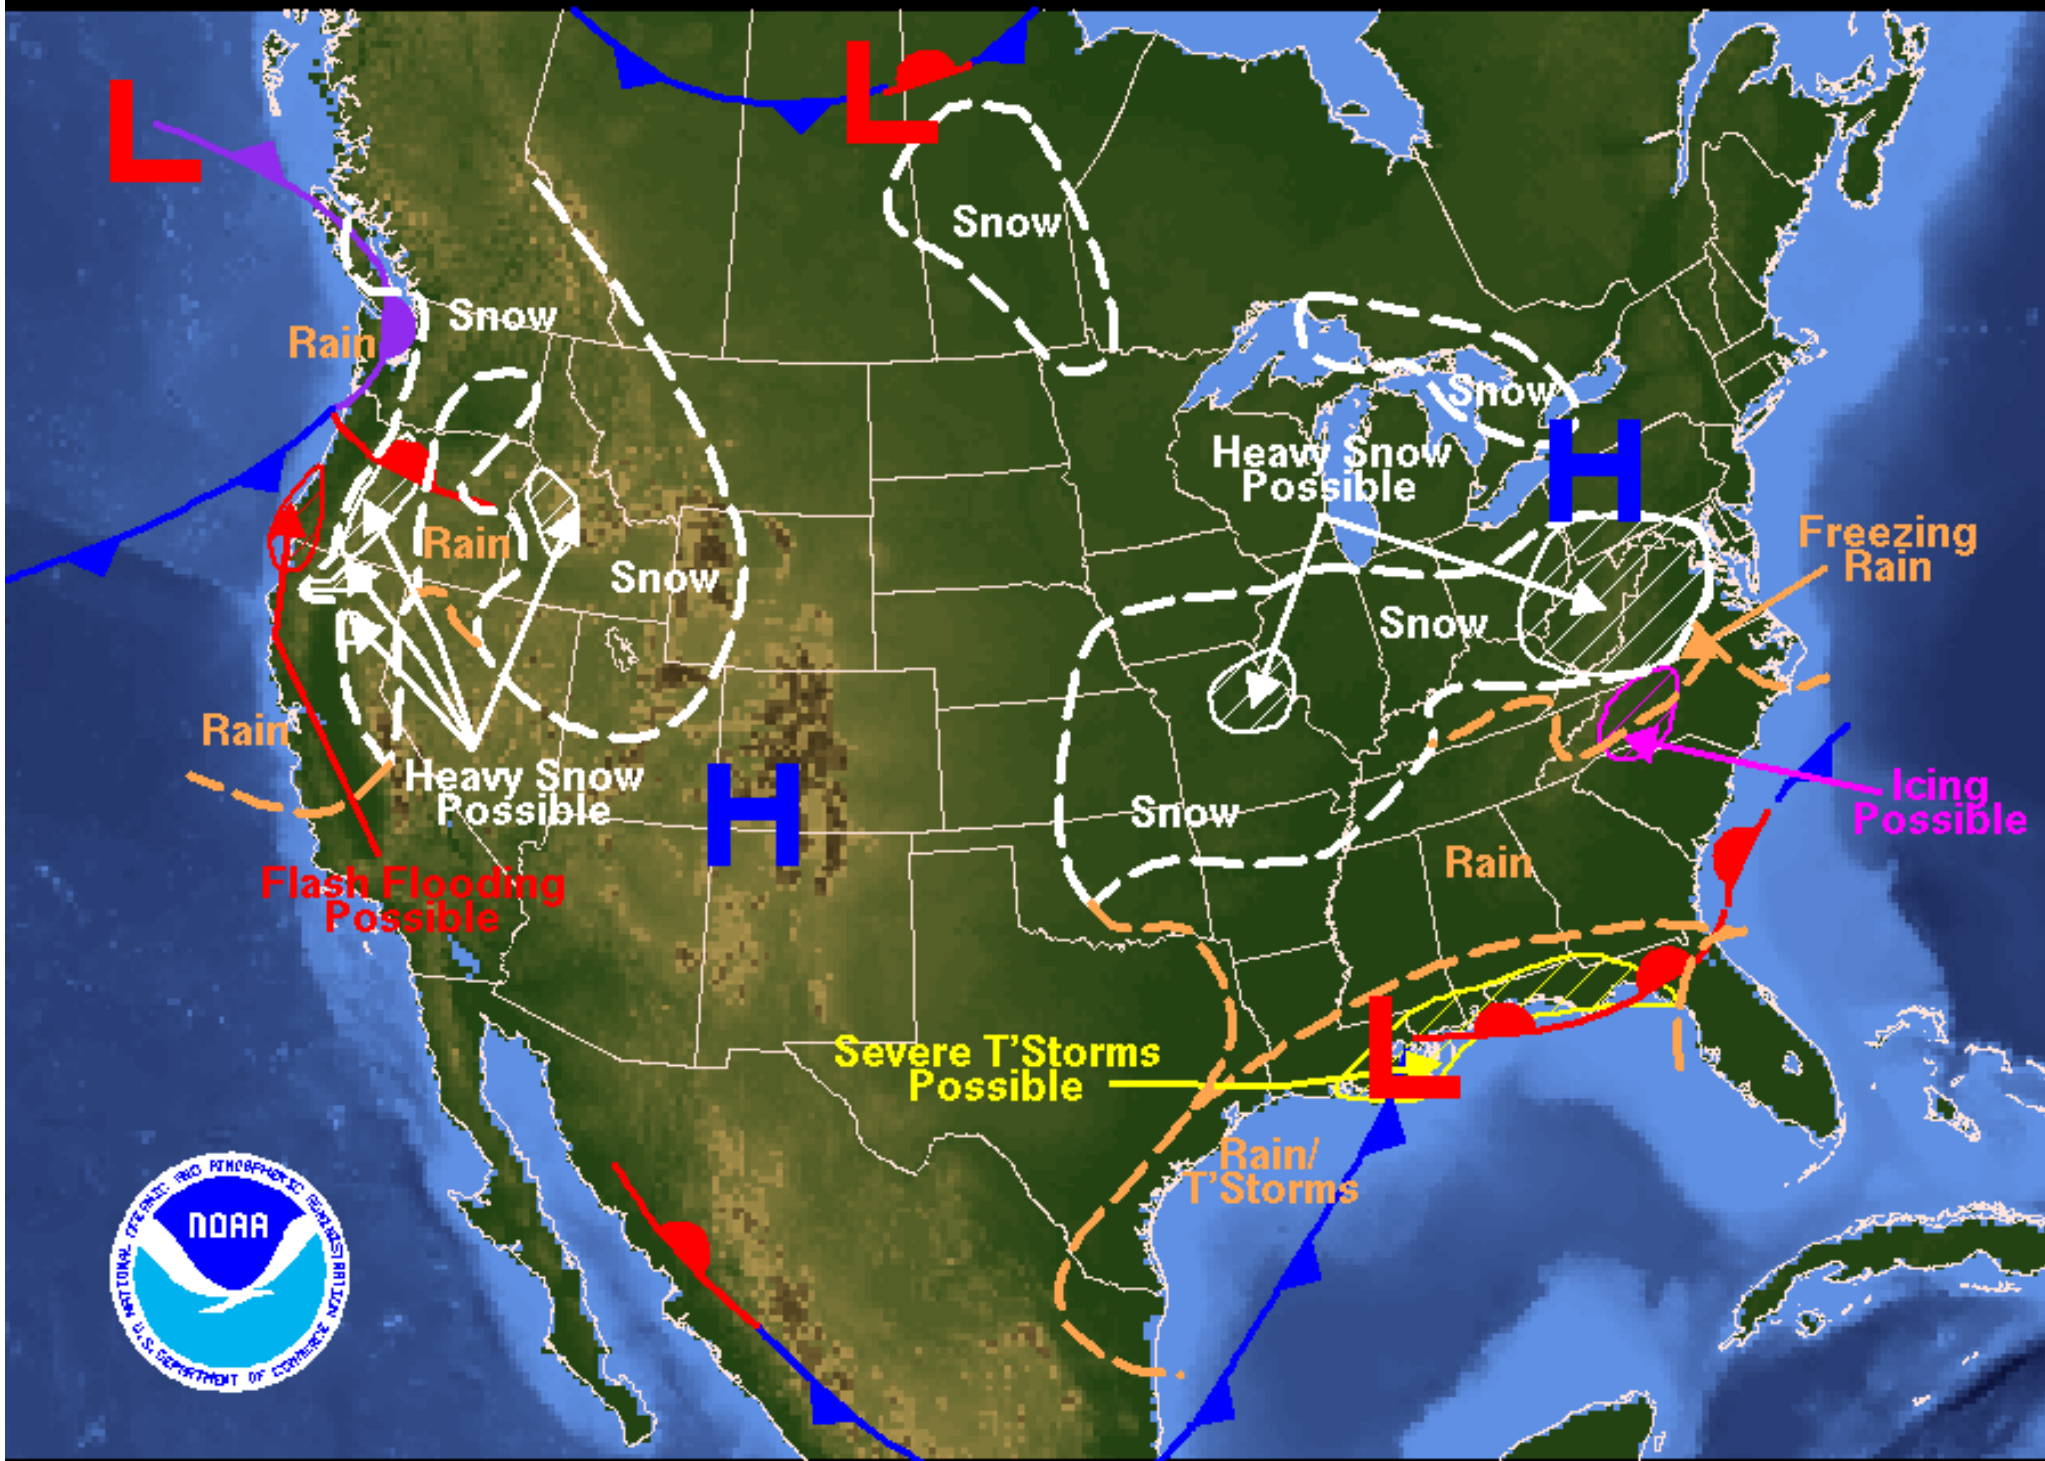 L
L
Snow
Snow
Rain
Snow
H
Heavy Snow
Possible
Freezing
Rain
Rain
Snow
Snow
Rain
Heavy Snow
Possible
H
Icing
Possible
Snow
Rain
Flash Flooding
Possible
L
Severe T'Storms
Possible
Rain/
T'Storms
NATIONAL OCEANIC AND ATMOSPHERIC ADMINISTRATION
NOAA
U.S. DEPARTMENT OF COMMERCE